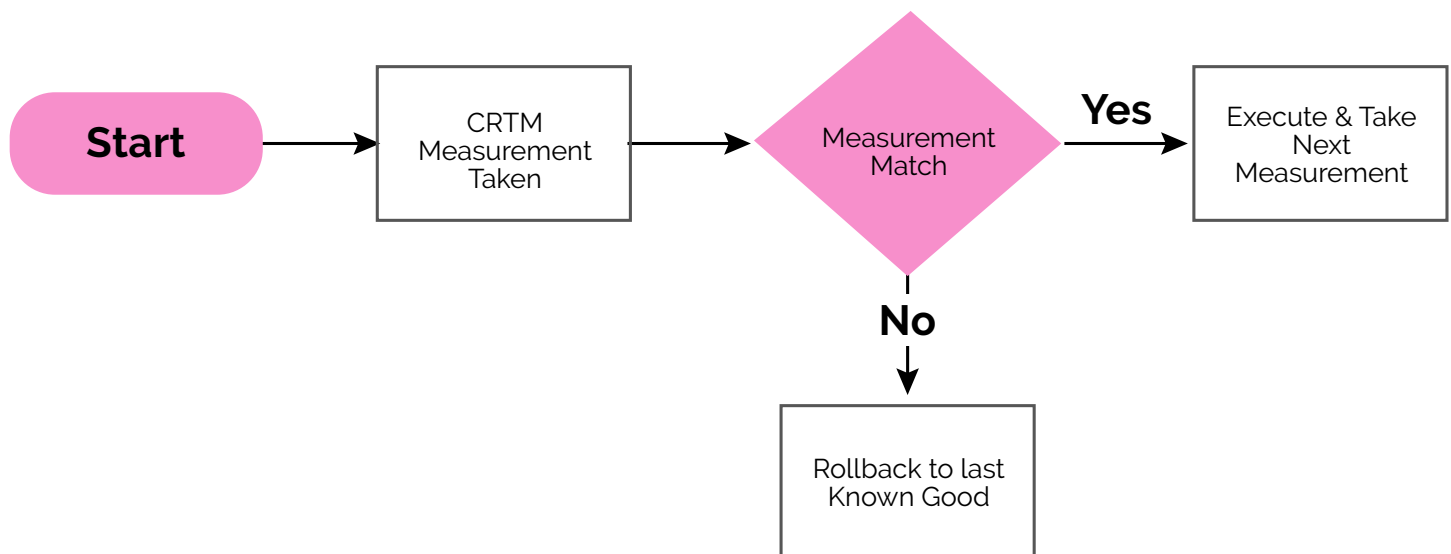 Start
CRTM
Measurement
Taken
Measurement
Match
Yes
Execute & Take
Next
Measurement
No
Rollback to last
Known Good